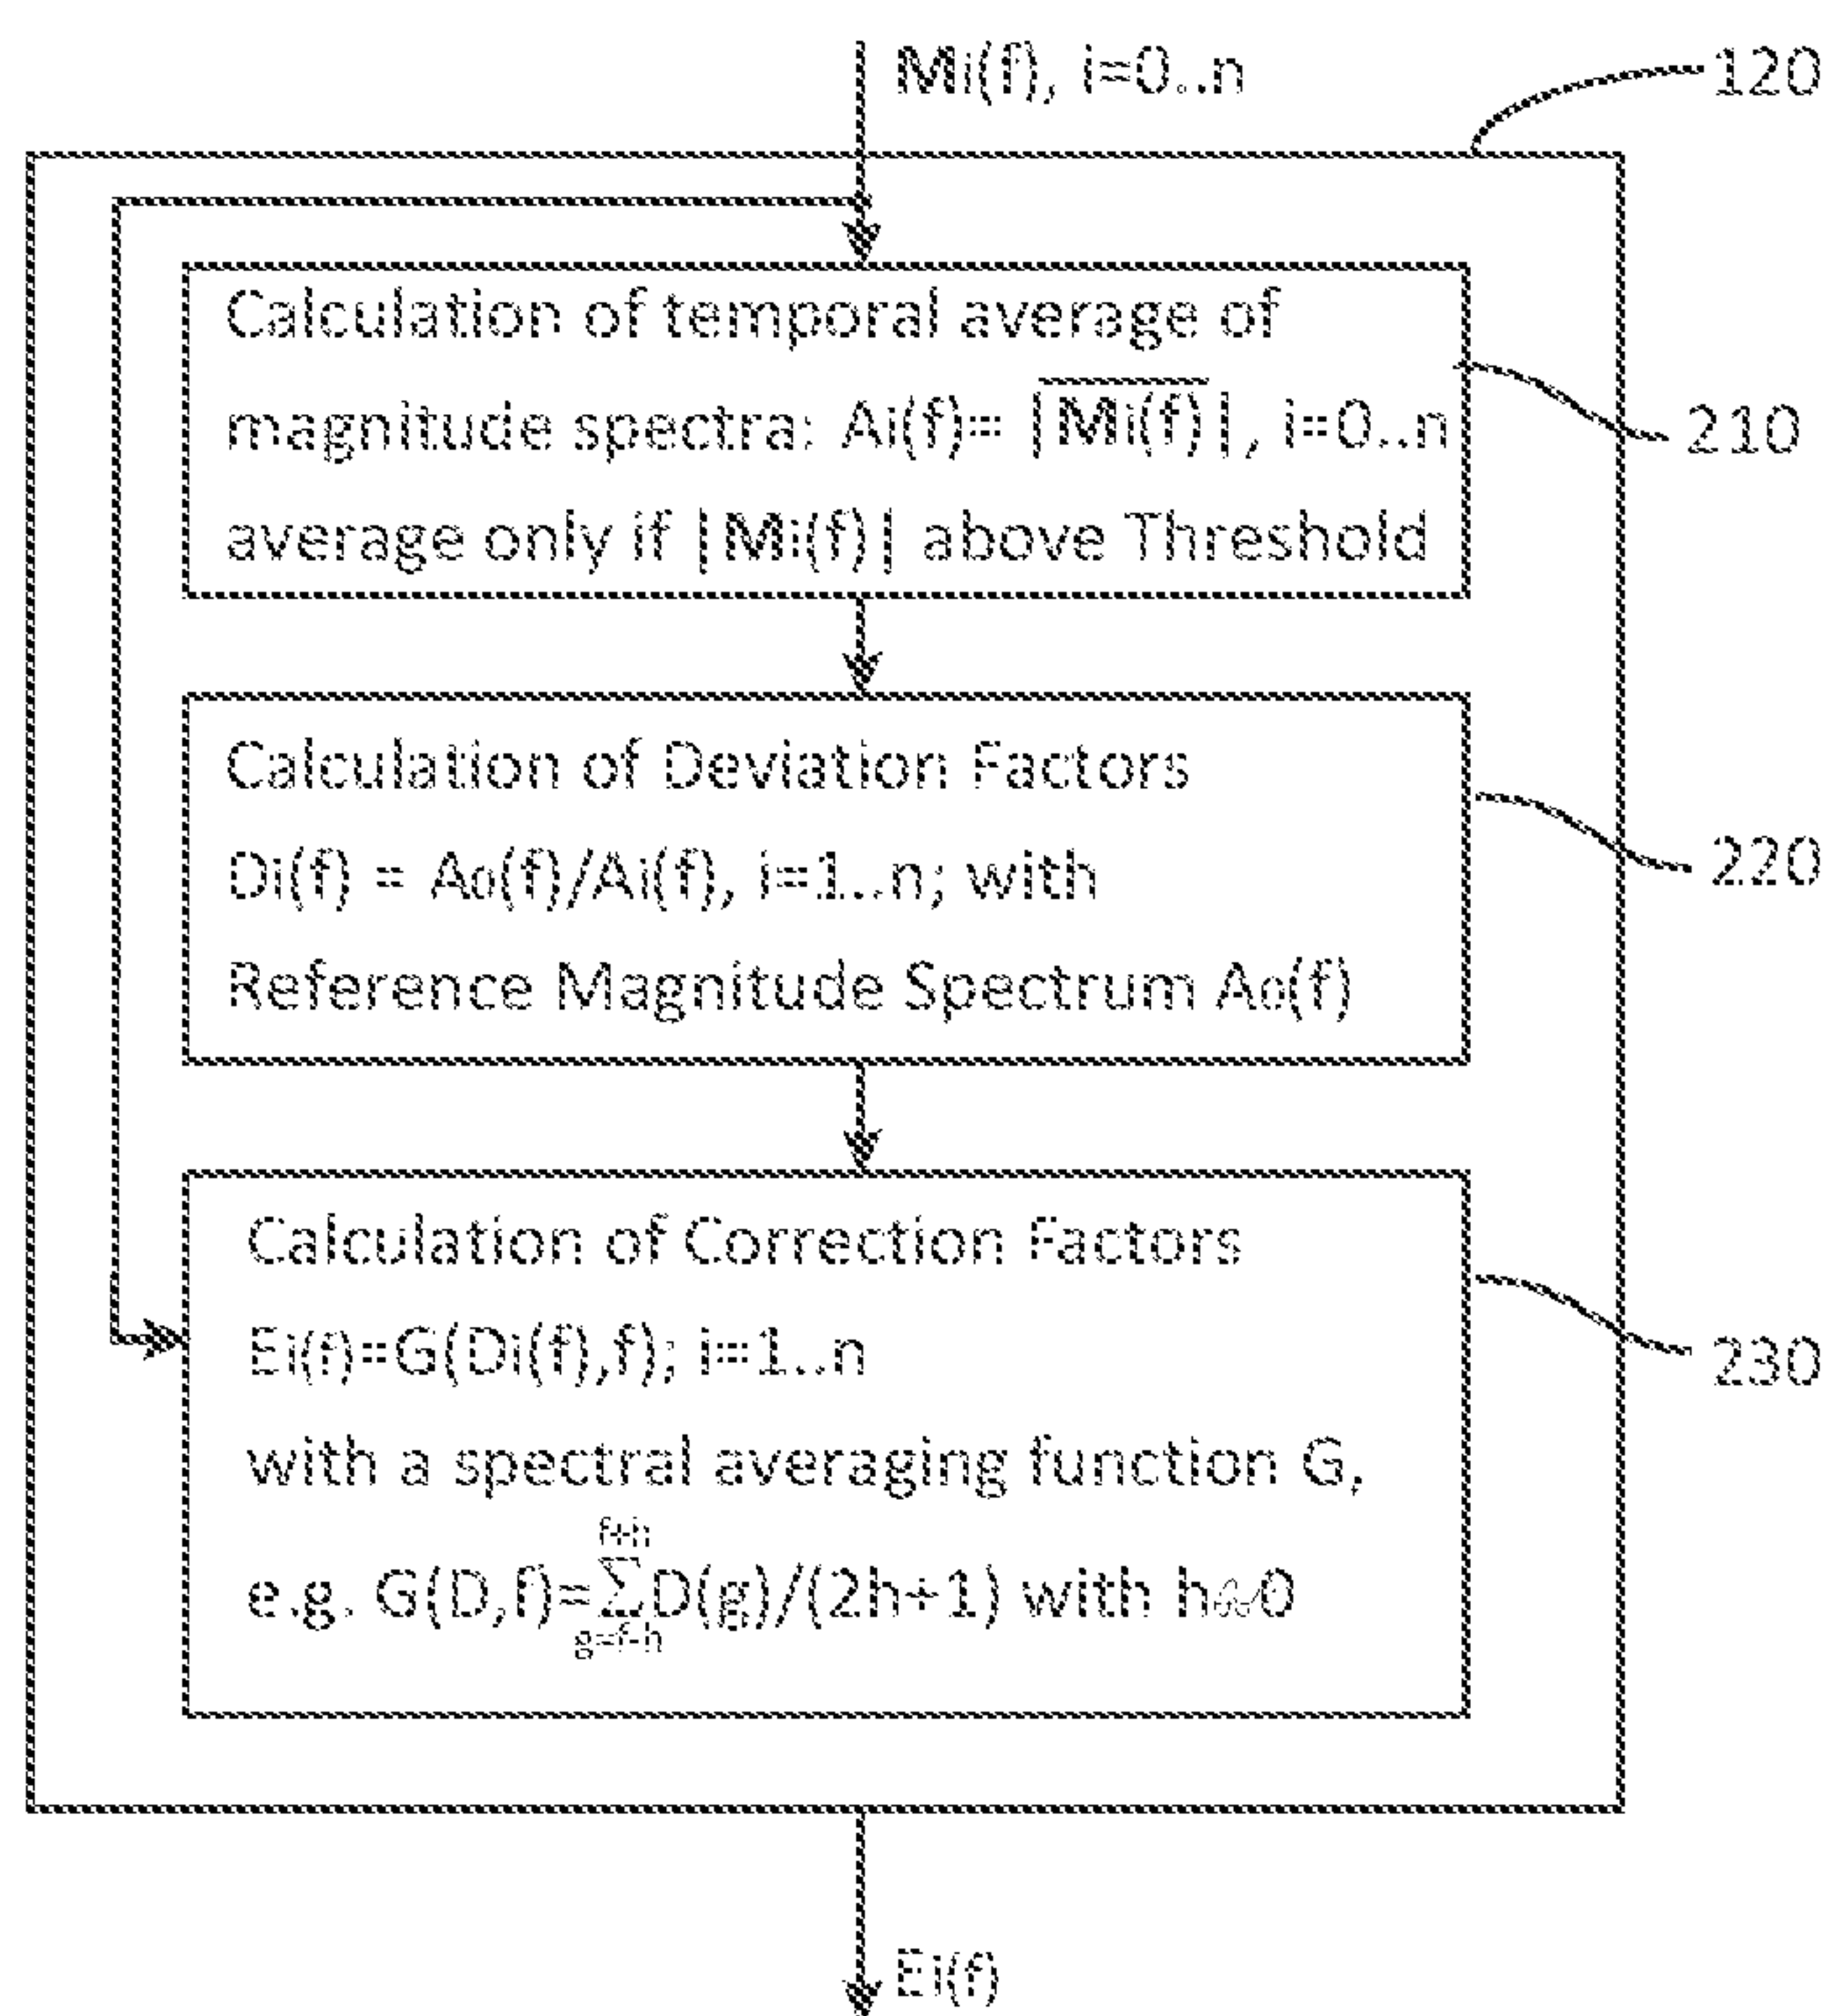 Mi(f), i=0..n
120
Calculation of temporal average of
magnitude spectra: Ai(f)= |Mi(f)|, i=0..n
210
average only if |Mi(f)| above Threshold
Calculation of Deviation Factors
Di(f) = A0(f)/Ai(f), i=1..n; with
220
Reference Magnitude Spectrum A0(f)
Calculation of Correction Factors
Ei(f)=G(Di(f),f); i=1..n
230
with a spectral averaging function G,
f+h
e.g. G(D,f)=ΣD(g)/(2h+1) with
g=f-h
Ei(f)